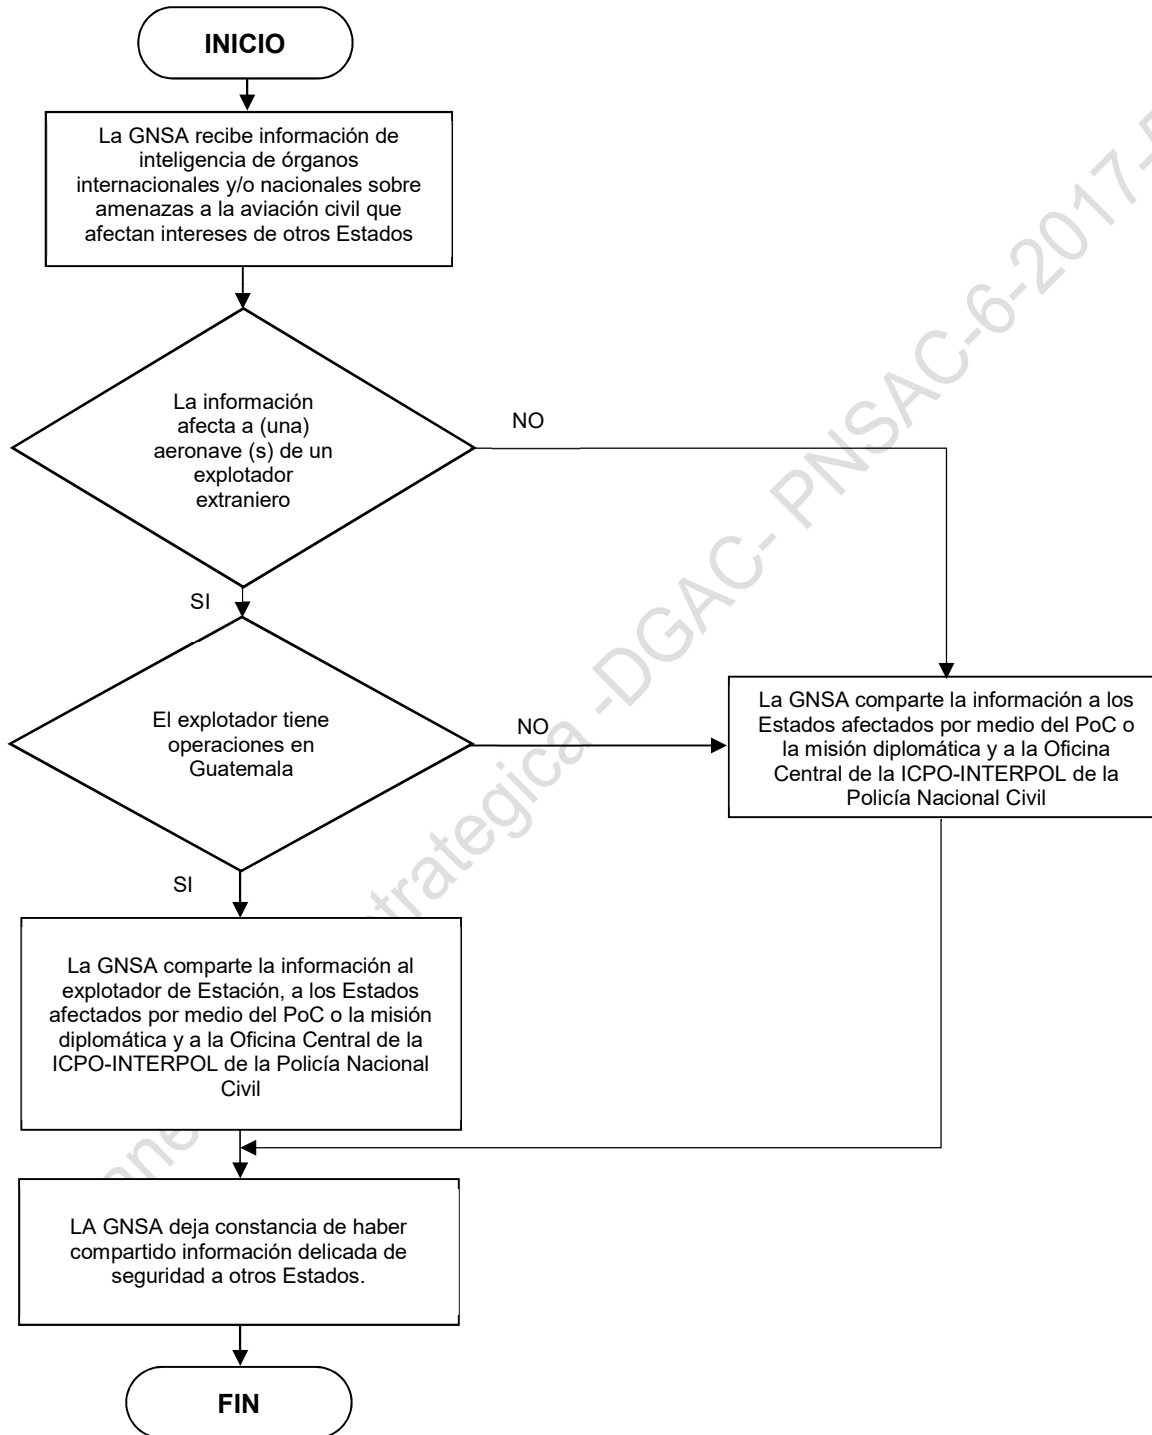 INICIO
La GNSA recibe información de
inteligencia de órganos
internacionales y/o nacionales sobre
amenazas a la aviación civil que
afectan intereses de otros Estados
La información
afecta a (una)
aeronave (s) de un
explotador
extraniero
NO
SI
El explotador tiene
operaciones en
Guatemala
NO
La GNSA comparte la información a los
Estados afectados por medio del PoC o
la misión diplomática y a la Oficina
Central de la ICPO-INTERPOL de la
Policía Nacional Civil
SI
La GNSA comparte la información al
explotador de Estación, a los Estados
afectados por medio del PoC o la misión
diplomática y a la Oficina Central de la
ICPO-INTERPOL de la Policía Nacional
Civil
LA GNSA deja constancia de haber
compartido información delicada de
seguridad a otros Estados.
FIN
trategica -DGAC- PNSAC-6-2017-